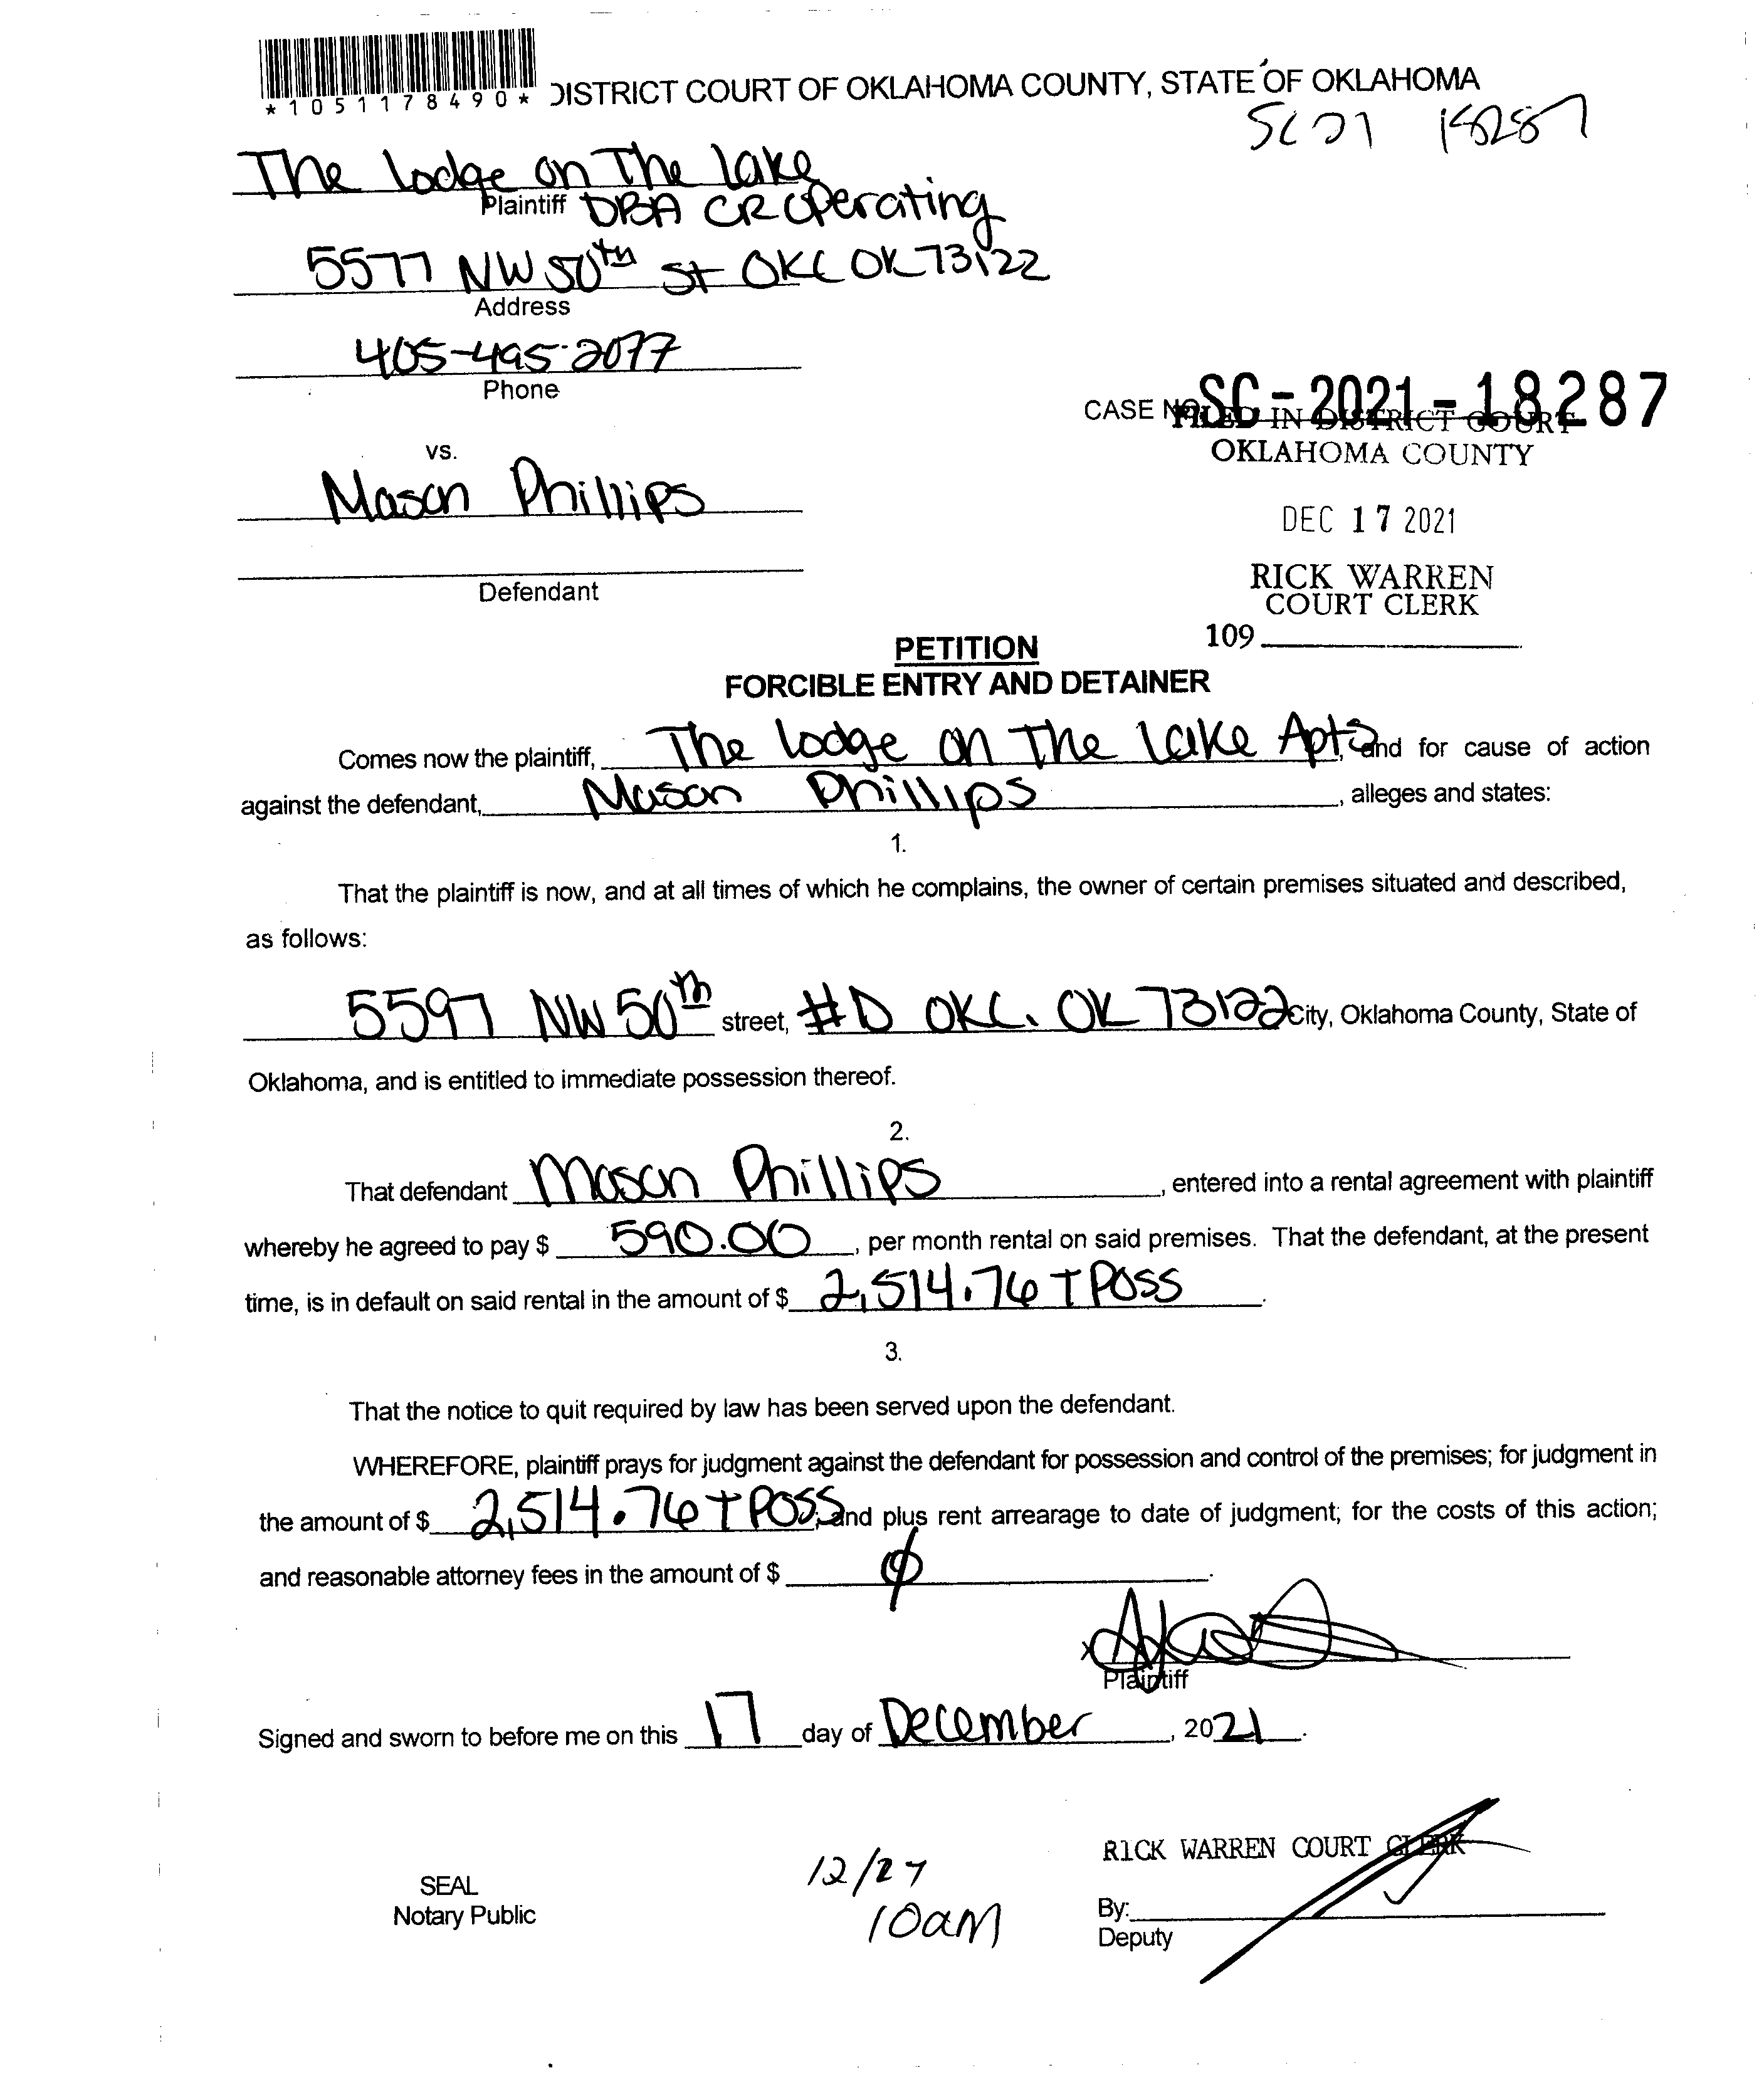 *1051178490*
DISTRICT COURT OF OKLAHOMA COUNTY, STATE OF OKLAHOMA
SC21 18287
The lodge on The lake
Plaintiff DBA CR Operating
5577 NW 50th St OKC OK 73122
Address
405-495-2077
Phone
CASE NO. SC-2021-18287
FILED IN DISTRICT COURT
OKLAHOMA COUNTY
vs.
Mason Phillips
DEC 17 2021
Defendant
RICK WARREN
COURT CLERK
109
PETITION
FORCIBLE ENTRY AND DETAINER
Comes now the plaintiff, The lodge on The lake Apts, and for cause of action
against the defendant, Mason Phillips, alleges and states:
1.
That the plaintiff is now, and at all times of which he complains, the owner of certain premises situated and described,
as follows:
5597 NW 50th street, #D OKC. OK 73122 City, Oklahoma County, State of
Oklahoma, and is entitled to immediate possession thereof.
2.
That defendant Mason Phillips, entered into a rental agreement with plaintiff
whereby he agreed to pay $ 590.00, per month rental on said premises. That the defendant, at the present
time, is in default on said rental in the amount of $ 2,514.76 + POSS.
3.
That the notice to quit required by law has been served upon the defendant.
WHEREFORE, plaintiff prays for judgment against the defendant for possession and control of the premises; for judgment in
the amount of $ 2,514.76 + POSS; and plus rent arrearage to date of judgment; for the costs of this action;
and reasonable attorney fees in the amount of $ ϕ.
x
Plaintiff
Signed and sworn to before me on this 17 day of December, 2021.
RICK WARREN COURT CLERK
12/27
SEAL
Notary Public
10am
By:
Deputy